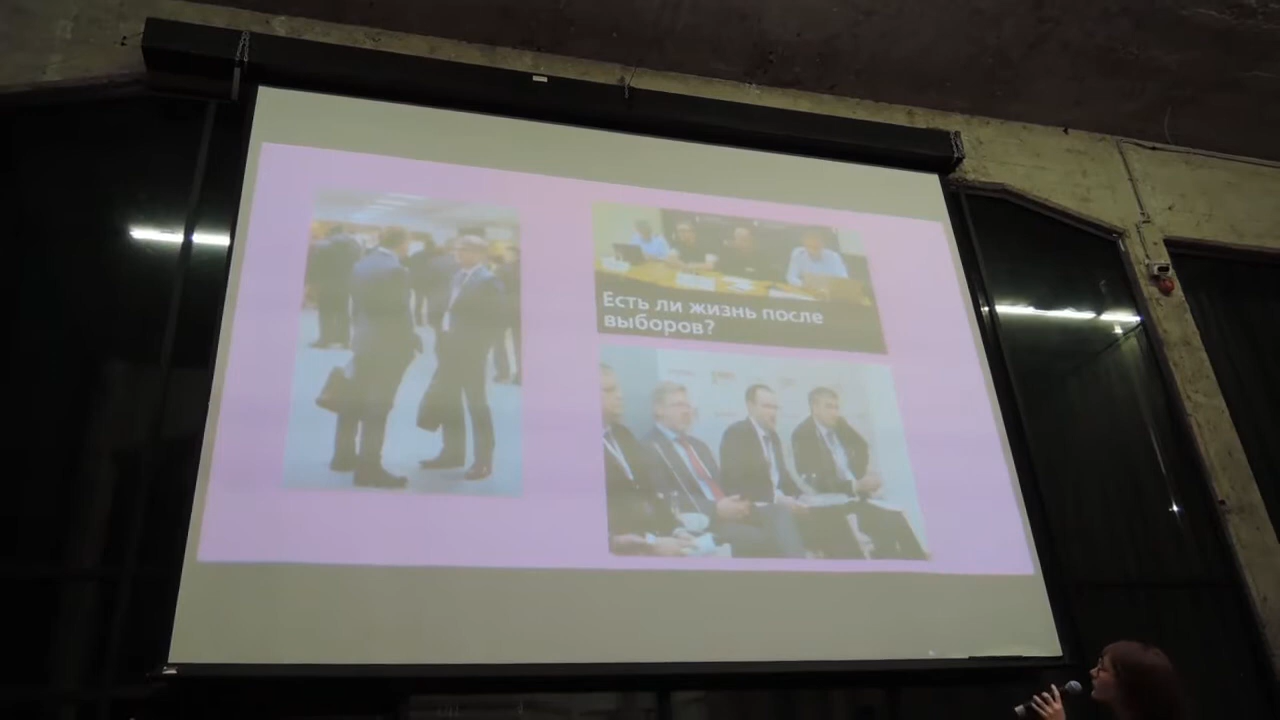 Есть ли жизнь после
выборов?